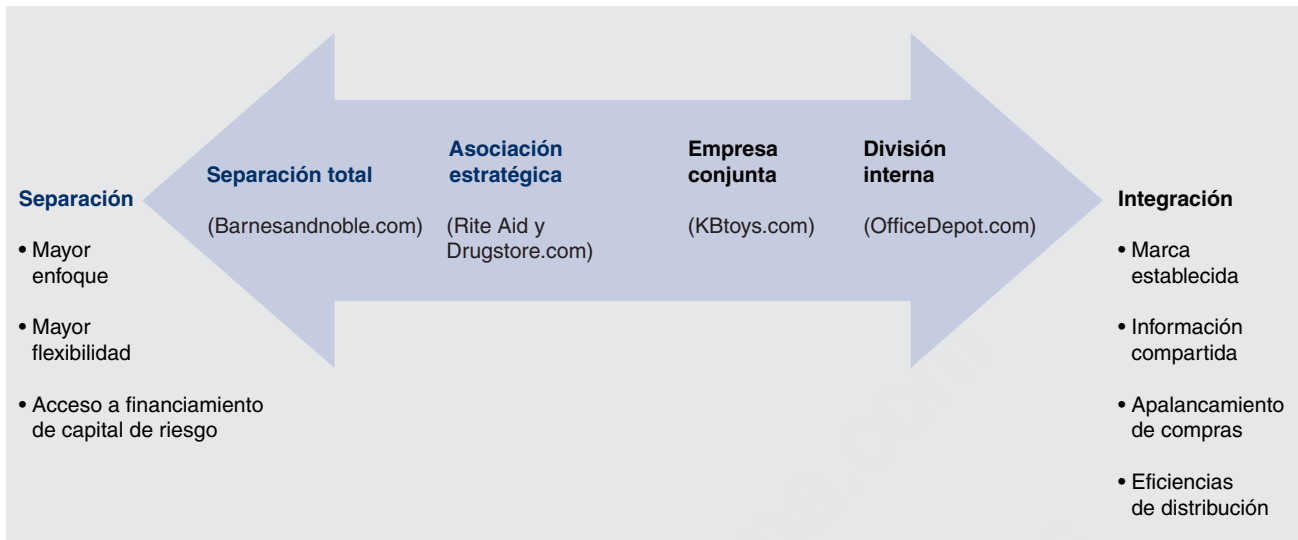 Separación
• Mayor
enfoque
• Mayor
flexibilidad
• Acceso a financiamiento
de capital de riesgo
Separación total
(Barnesandnoble.com)
Asociación
estratégica
(Rite Aid y
Drugstore.com)
Empresa
conjunta
(KBtoys.com)
División
interna
(OfficeDepot.com)
Integración
• Marca
establecida
• Información
compartida
• Apalancamiento
de compras
• Eficiencias
de distribución